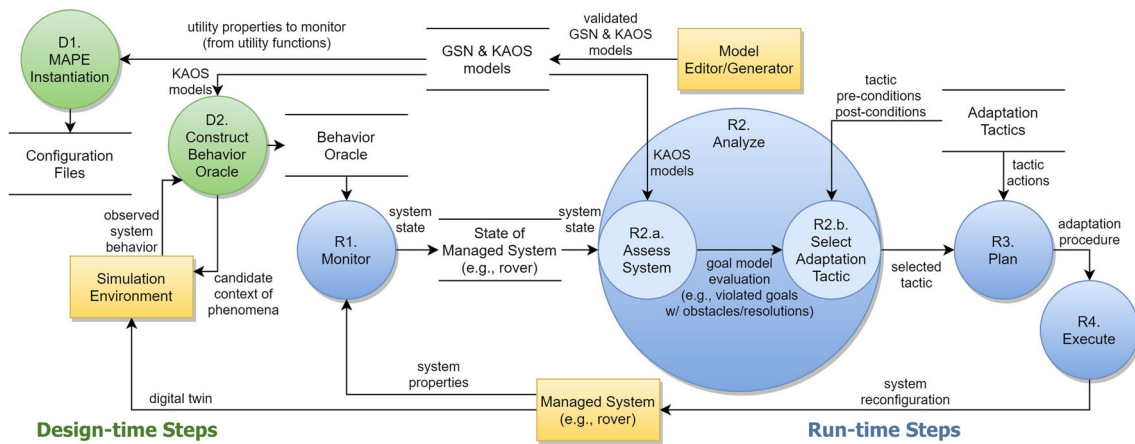 D1.
MAPE
Instantiation
utility properties to monitor
(from utility functions)
GSN & KAOS
models
validated
GSN & KAOS
models
Model
Editor/Generator
KAOS
models
D2.
Construct
Behavior
Oracle
Configuration
Files
Behavior
Oracle
R2.
Analyze
tactic
pre-conditions
post-conditions
Adaptation
Tactics
KAOS
models
tactic
actions
observed
system
behavior
R1.
Monitor
system
state
State of
Managed System
(e.g., rover)
system
state
R2.a.
Assess
System
R2.b.
Select
Adaptation
Tactic
goal model
evaluation
(e.g., violated goals
w/ obstacles/resolutions)
selected
tactic
R3.
Plan
adaptation
procedure
Simulation
Environment
candidate
context of
phenomena
R4.
Execute
system
properties
digital twin
Managed System
(e.g., rover)
system
reconfiguration
Design-time Steps
Run-time Steps